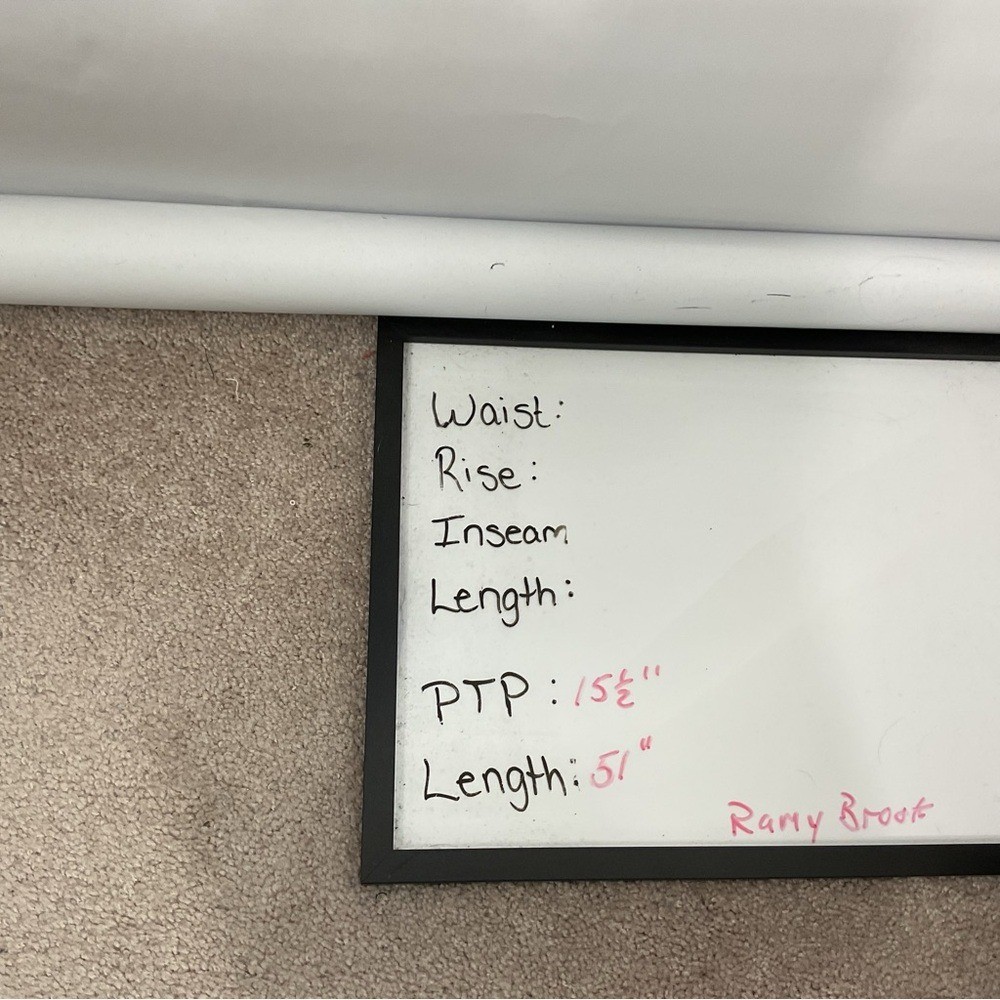 Waist:
Rise:
Inseam
Length:
PTP: 15½"
Length: 51"
Ramy Brook